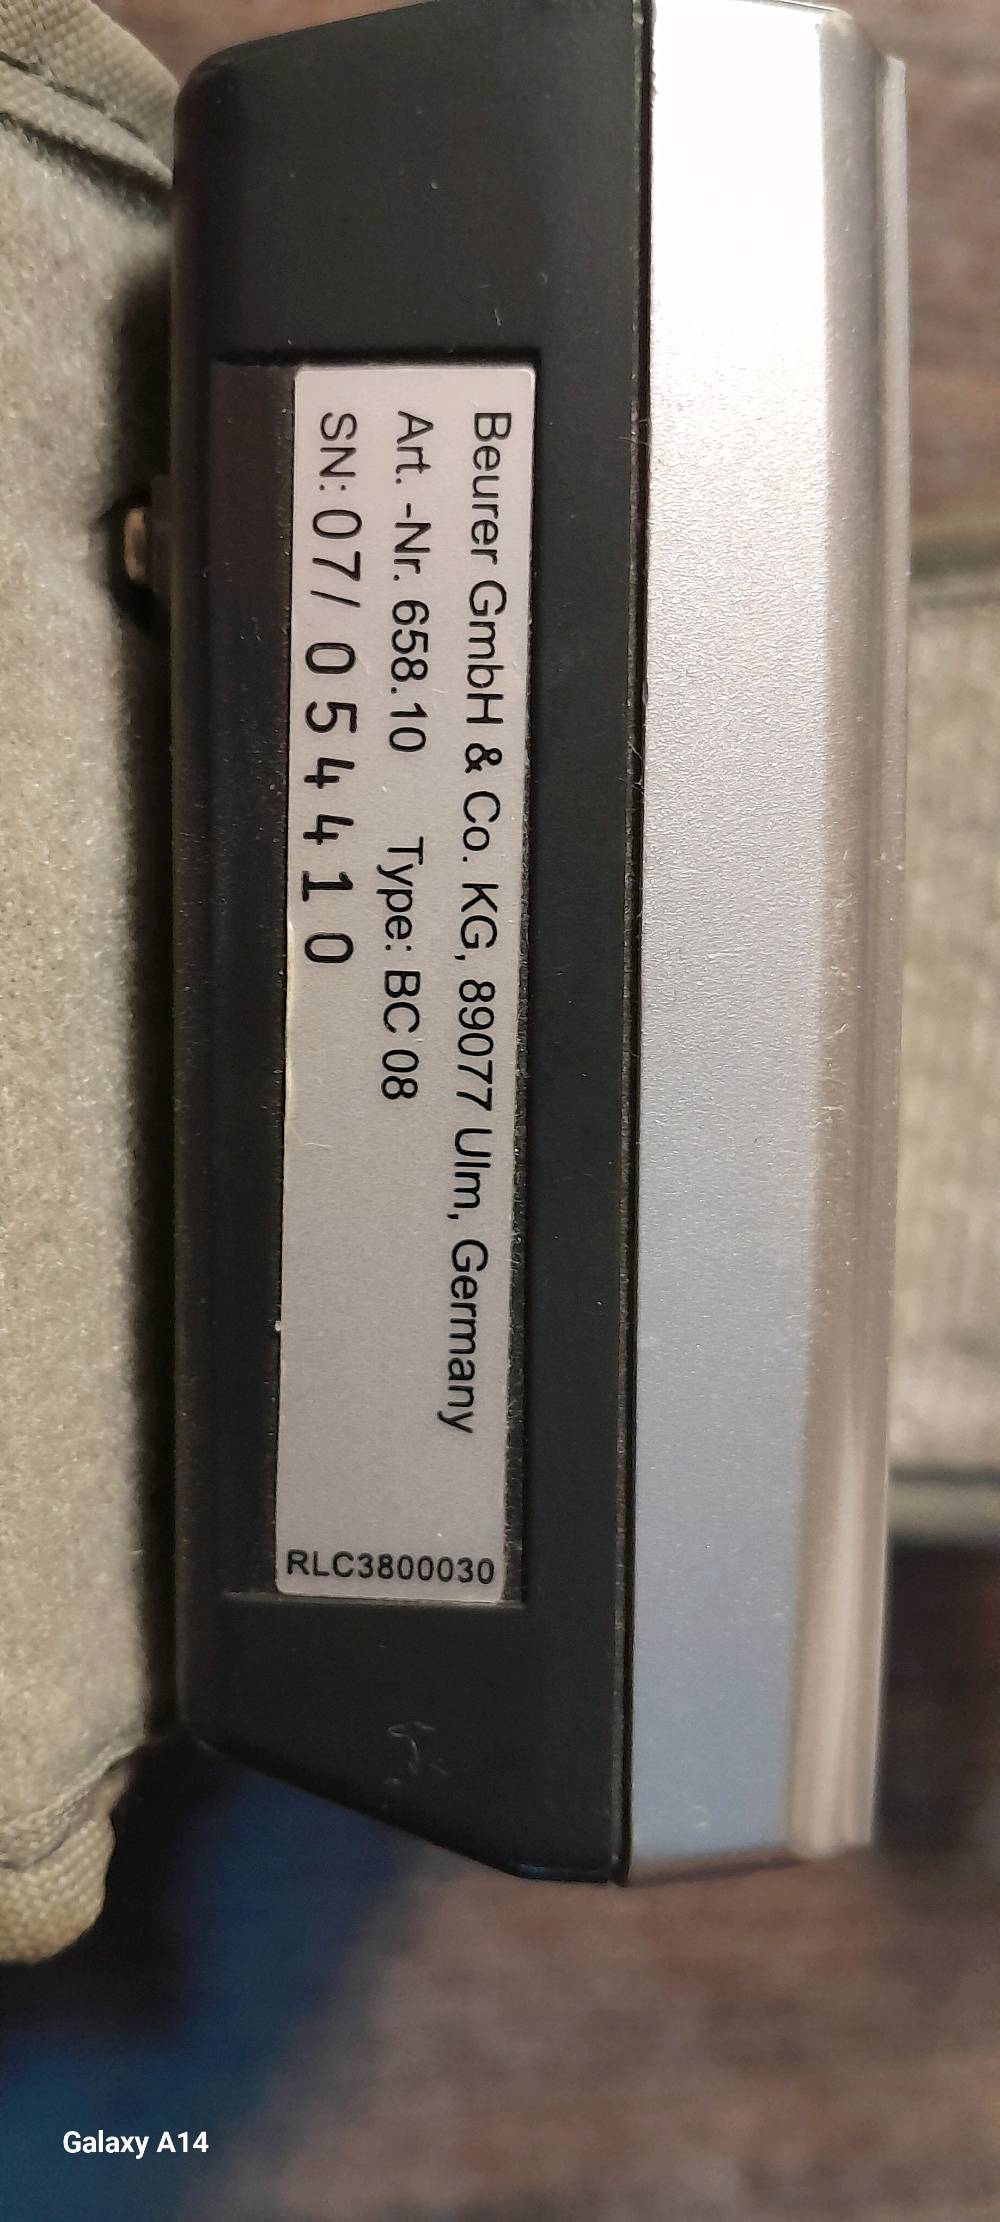 Beurer GmbH & Co. KG, 89077 Ulm, Germany
Art. -Nr. 658.10 Type: BC 08
SN: 07/054410
RLC3800030
Galaxy A14